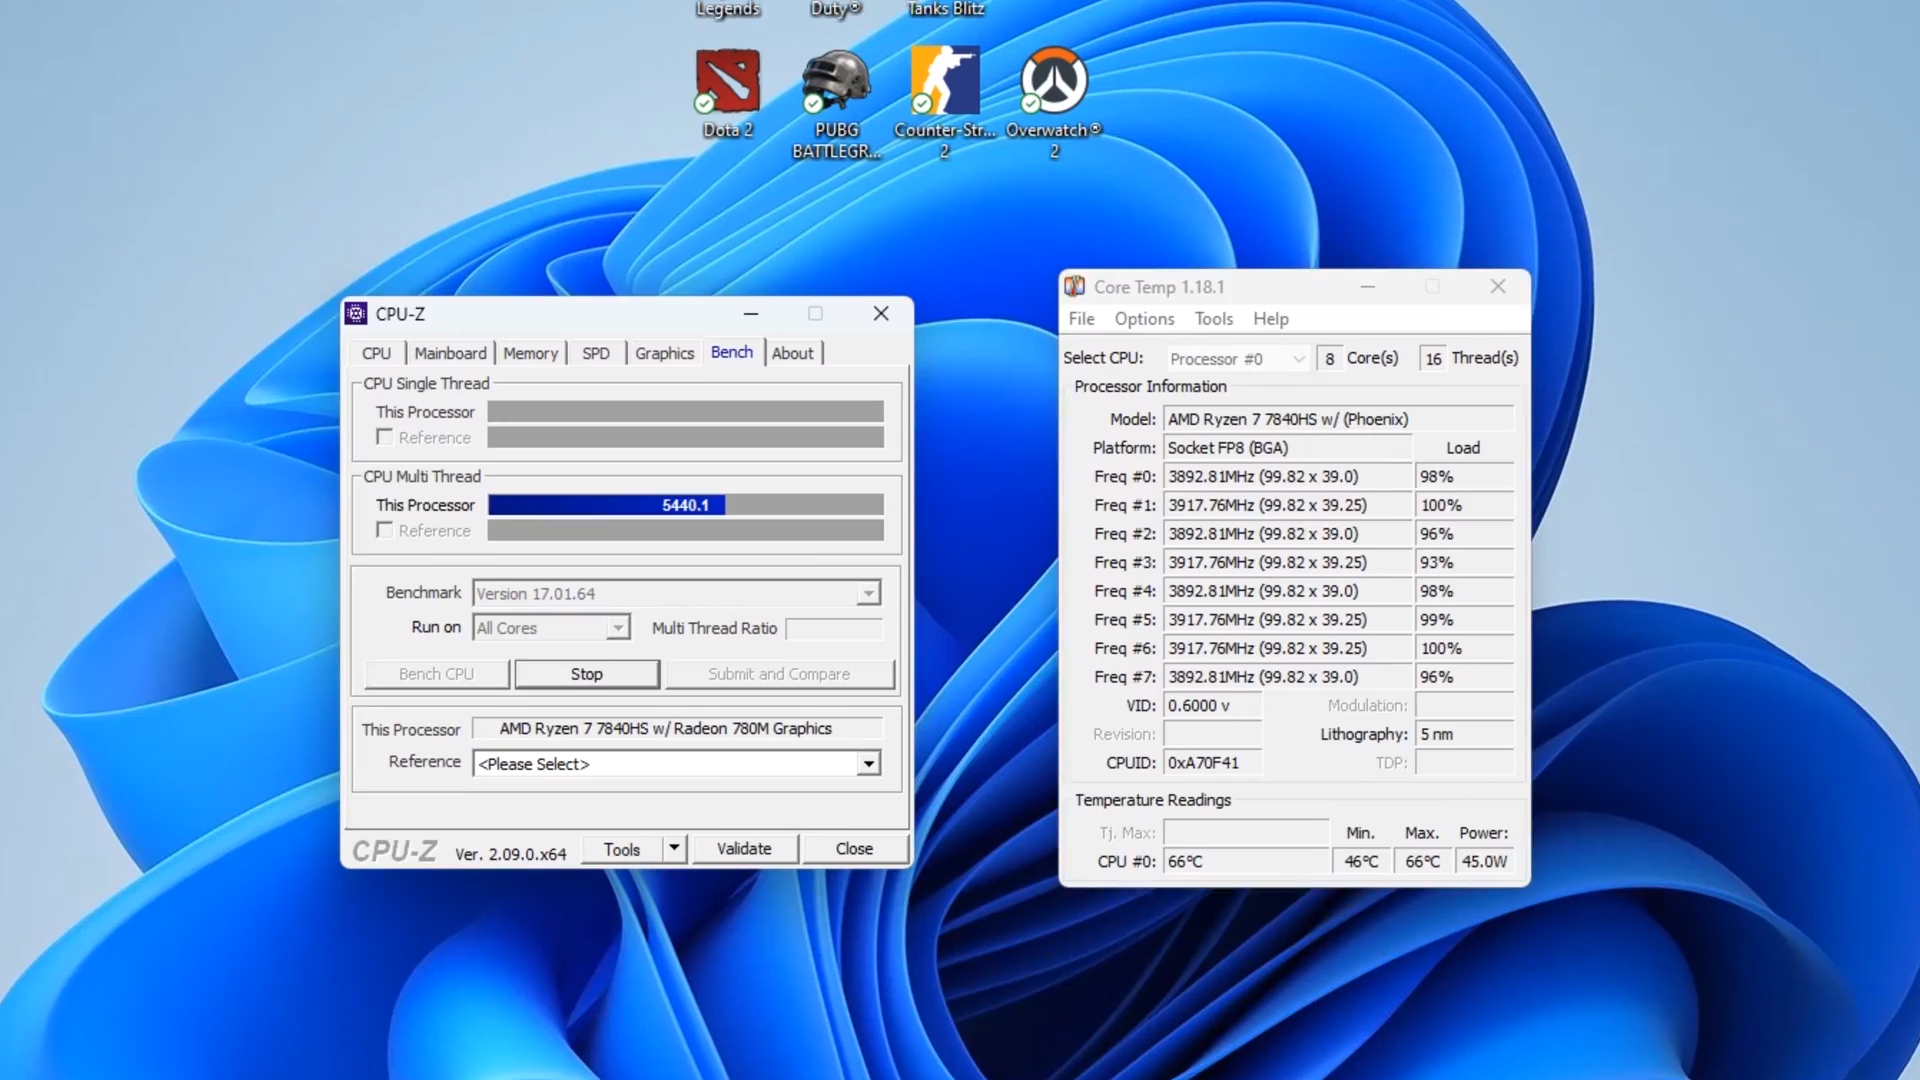 Legends
Duty®
Tanks Blitz
Dota 2
PUBG
BATTLEGR...
Counter-Str...
2
Overwatch®
2
CPU-Z
CPU
Mainboard
Memory
SPD
Graphics
Bench
About
CPU Single Thread
This Processor
Reference
CPU Multi Thread
This Processor
5440.1
Reference
Benchmark
Version 17.01.64
Run on
All Cores
Multi Thread Ratio
Bench CPU
Stop
Submit and Compare
This Processor
AMD Ryzen 7 7840HS w/ Radeon 780M Graphics
Reference
<Please Select>
CPU-Z
Ver. 2.09.0.x64
Tools
Validate
Close
Core Temp 1.18.1
File Options Tools Help
Select CPU: Processor #0 8 Core(s) 16 Thread(s)
Processor Information
Model: AMD Ryzen 7 7840HS w/ (Phoenix)
Platform: Socket FP8 (BGA) Load
Freq #0: 3892.81MHz (99.82 x 39.0) 98%
Freq #1: 3917.76MHz (99.82 x 39.25) 100%
Freq #2: 3892.81MHz (99.82 x 39.0) 96%
Freq #3: 3917.76MHz (99.82 x 39.25) 93%
Freq #4: 3892.81MHz (99.82 x 39.0) 98%
Freq #5: 3917.76MHz (99.82 x 39.25) 99%
Freq #6: 3917.76MHz (99.82 x 39.25) 100%
Freq #7: 3892.81MHz (99.82 x 39.0) 96%
VID: 0.6000 v Modulation:
Revision: Lithography: 5 nm
CPUID: 0xA70F41 TDP:
Temperature Readings
Tj. Max: Min. Max. Power:
CPU #0: 66°C 46°C 66°C 45.0W